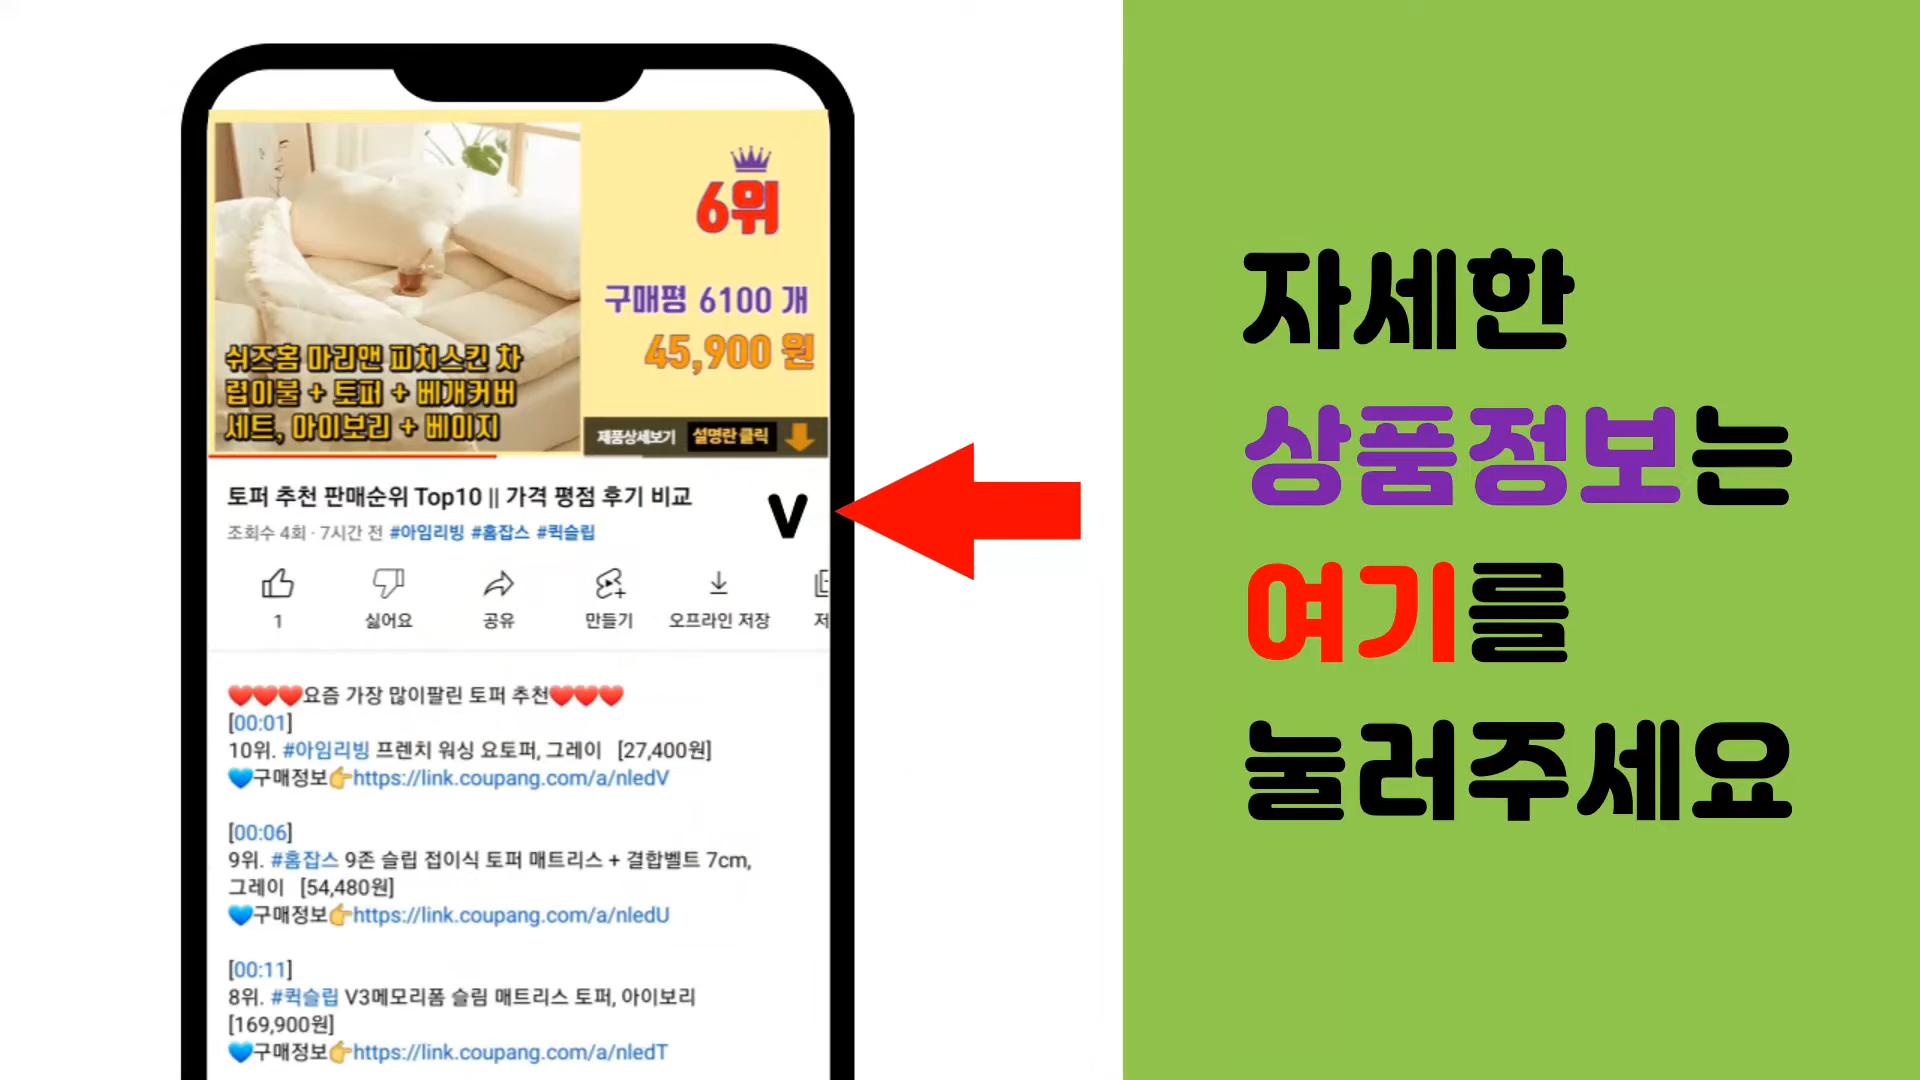 6위
구매평 6100 개
45,900 원
쉬즈홈 마리앤 피치스킨 차
렵이불 + 토퍼 + 베개커버
세트, 아이보리 + 베이지
제품상세보기 설명란 클릭
토퍼 추천 판매순위 Top10 || 가격 평점 후기 비교
V
조회수 4회 · 7시간 전 #아임리빙 #홈잡스 #퀵슬립
1 싫어요 공유 만들기 오프라인 저장 저
❤️❤️❤️요즘 가장 많이팔린 토퍼 추천❤️❤️❤️
[00:01]
10위. #아임리빙 프렌치 워싱 요토퍼, 그레이 [27,400원]
💙구매정보👉https://link.coupang.com/a/nledV
[00:06]
9위. #홈잡스 9존 슬립 접이식 토퍼 매트리스 + 결합벨트 7cm,
그레이 [54,480원]
💙구매정보👉https://link.coupang.com/a/nledU
[00:11]
8위. #퀵슬립 V3메모리폼 슬림 매트리스 토퍼, 아이보리
[169,900원]
💙구매정보👉https://link.coupang.com/a/nledT
자세한
상품정보는
여기를
눌러주세요